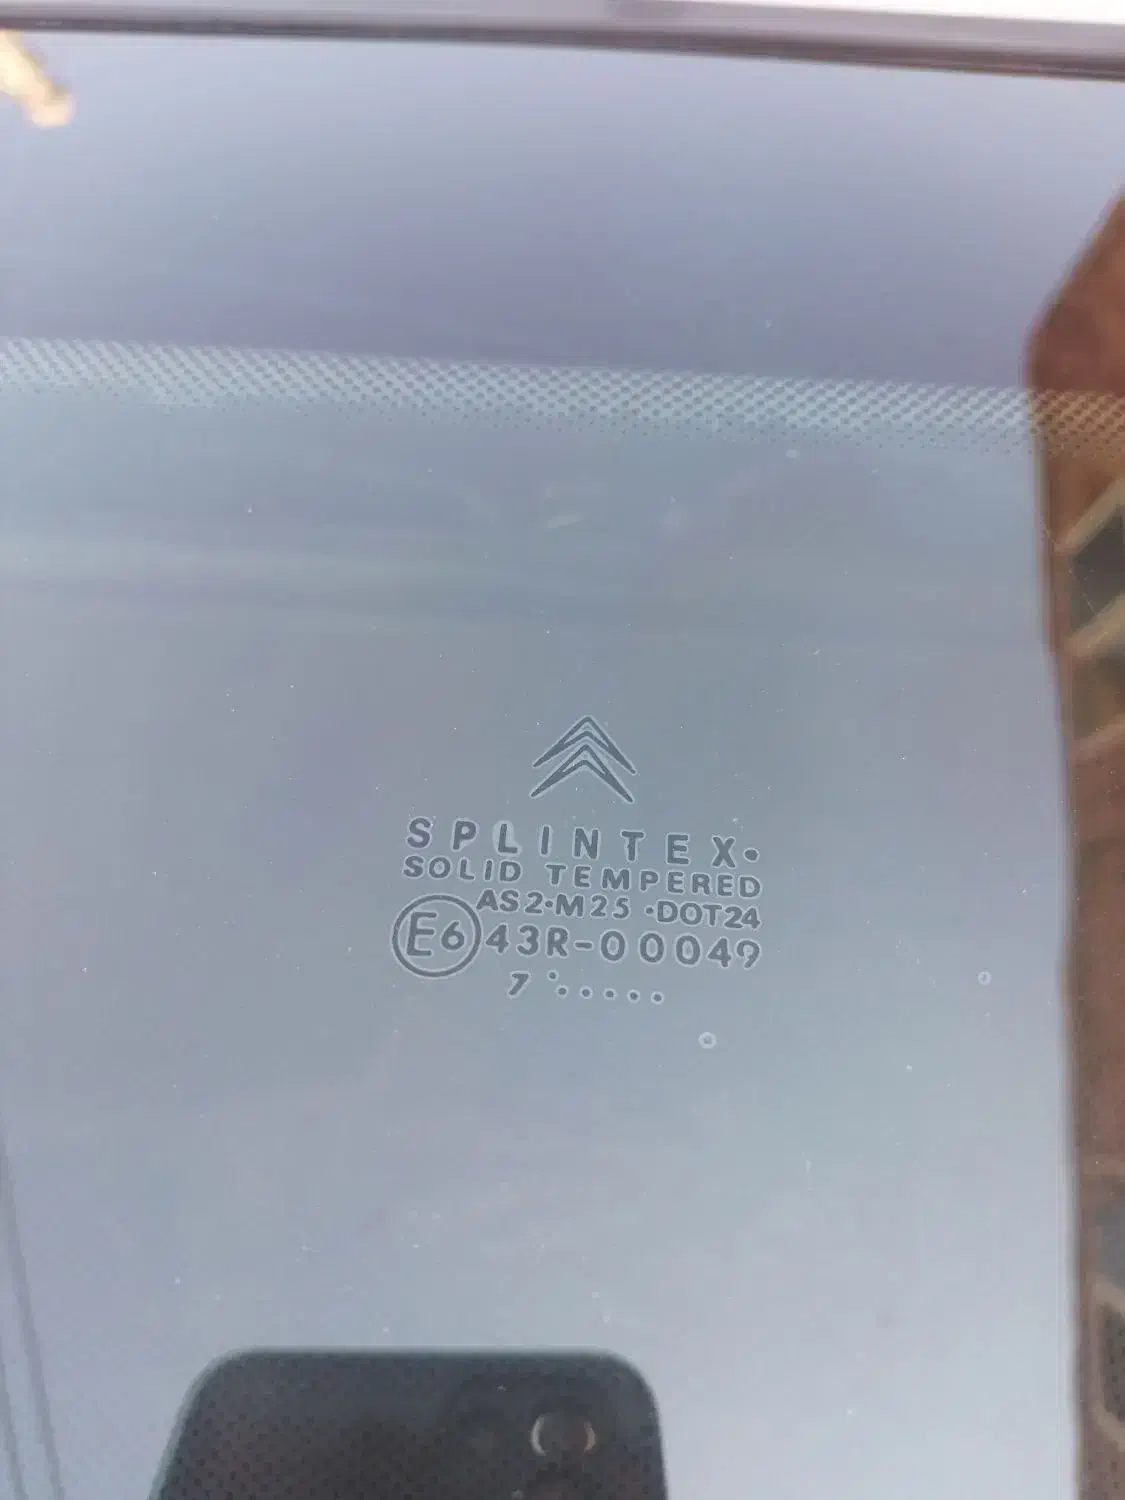 SPLINTEX•
SOLID TEMPERED
AS2•M25 •DOT24
E6 43R-00049
7 ••••••